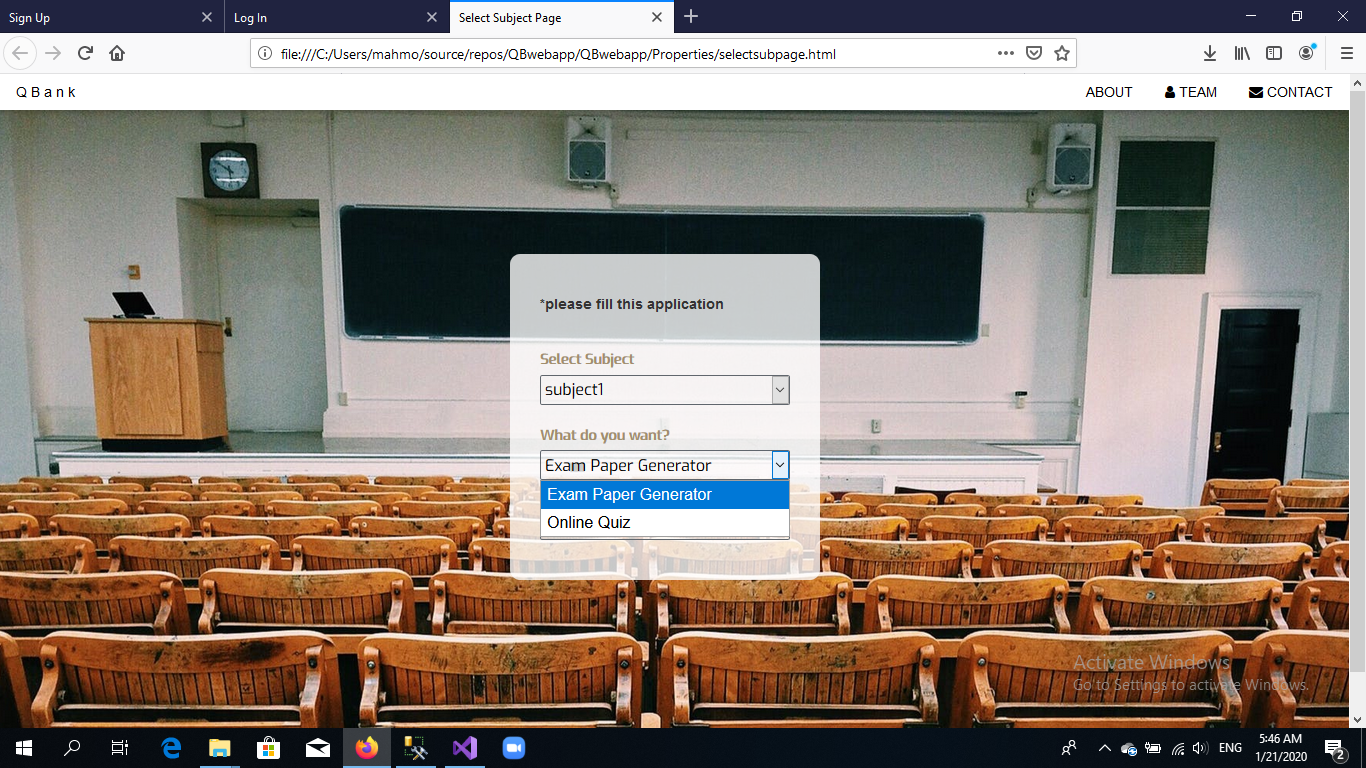 Sign Up
Log In
Select Subject Page
file:///C:/Users/mahmo/source/repos/QBwebapp/QBwebapp/Properties/selectsubpage.html
Q B a n k
ABOUT
TEAM
CONTACT
*please fill this application
Select Subject
subject1
What do you want?
Exam Paper Generator
Exam Paper Generator
Online Quiz
Activate Windows
Go to Settings to activate Windows.
ENG
5:46 AM
1/21/2020
2